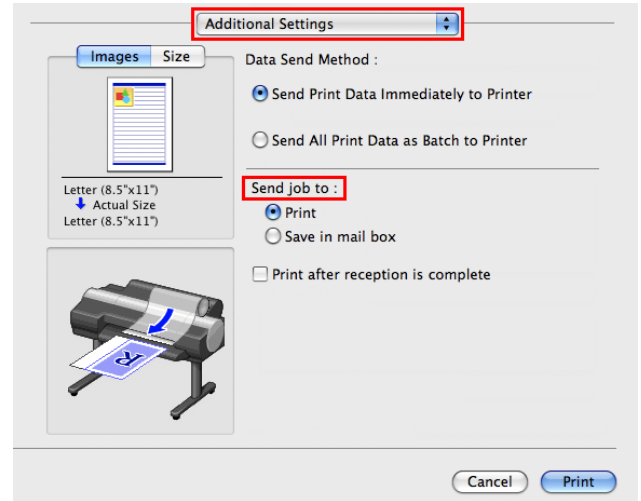 Additional Settings
Images Size
Letter (8.5"x11")
Actual Size
Letter (8.5"x11")
Data Send Method :
Send Print Data Immediately to Printer
Send All Print Data as Batch to Printer
Send job to :
Print
Save in mail box
Print after reception is complete
R
Cancel Print